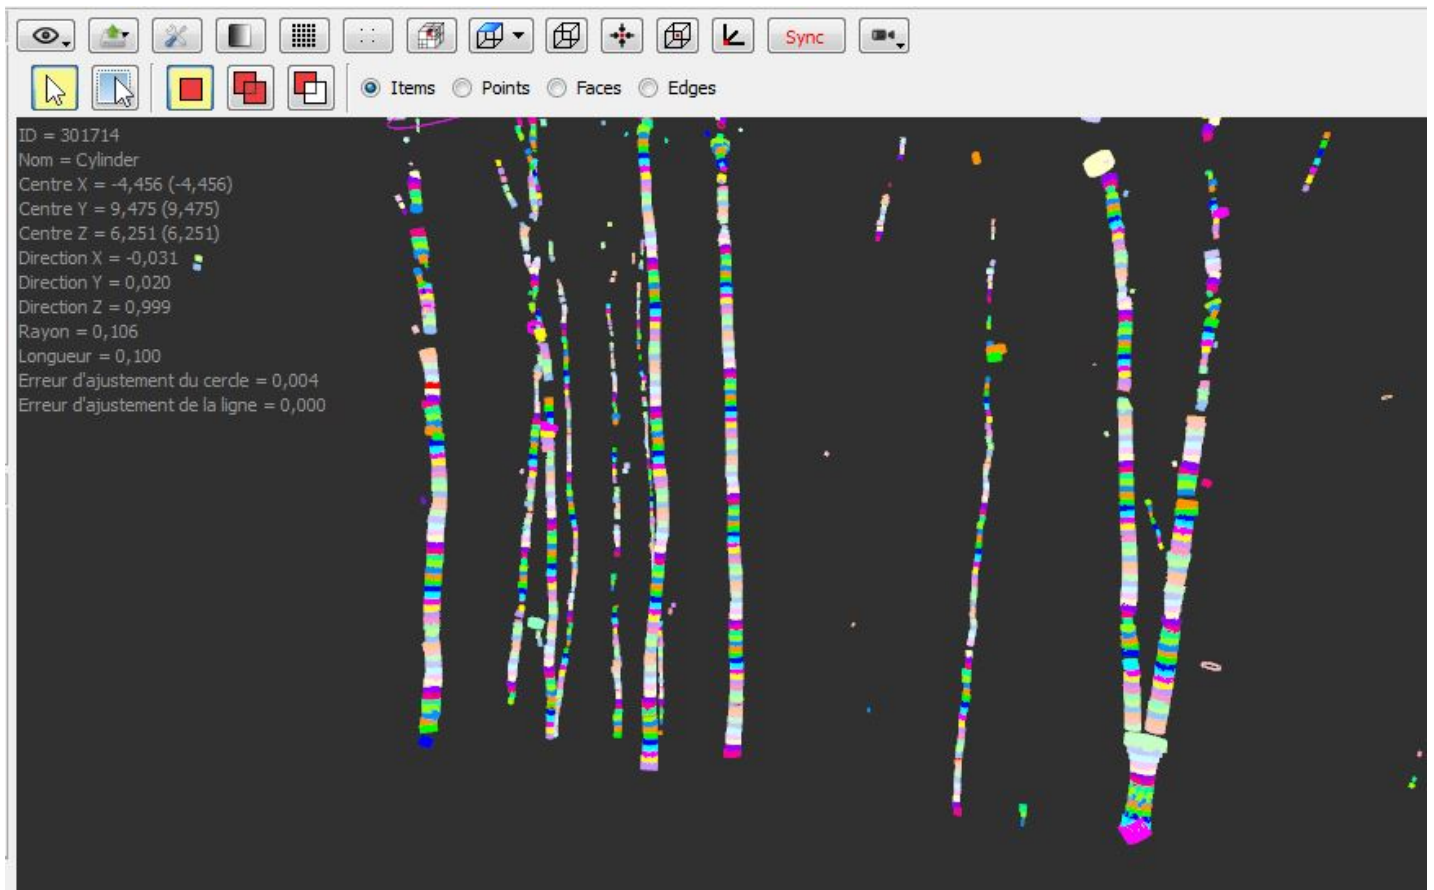 Sync
Items Points Faces Edges
ID = 301714
Nom = Cylinder
Centre X = -4,456 (-4,456)
Centre Y = 9,475 (9,475)
Centre Z = 6,251 (6,251)
Direction X = -0,031
Direction Y = 0,020
Direction Z = 0,999
Rayon = 0,106
Longueur = 0,100
Erreur d'ajustement du cercle = 0,004
Erreur d'ajustement de la ligne = 0,000